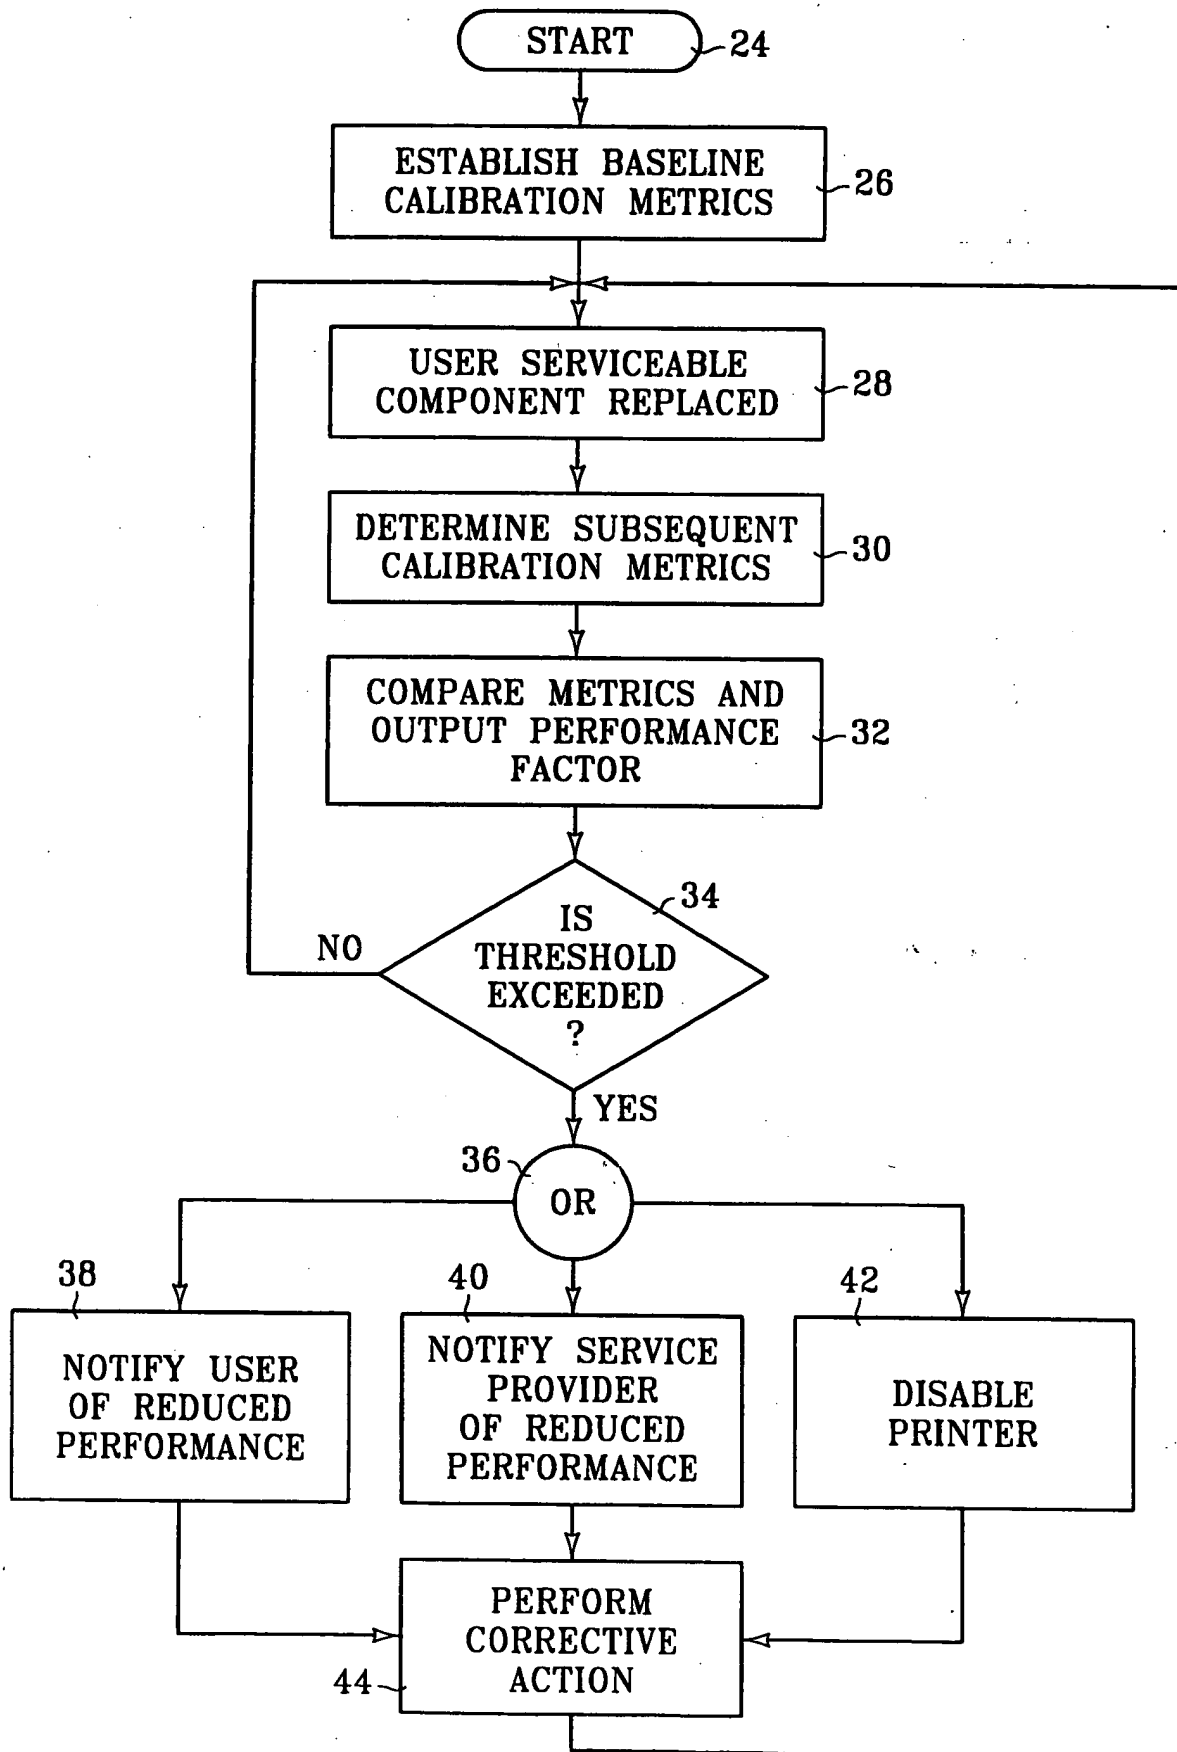 START
24
ESTABLISH BASELINE
CALIBRATION METRICS
26
USER SERVICEABLE
COMPONENT REPLACED
28
DETERMINE SUBSEQUENT
CALIBRATION METRICS
30
COMPARE METRICS AND
OUTPUT PERFORMANCE
FACTOR
32
34
IS
THRESHOLD
EXCEEDED
?
NO
YES
36
OR
38
NOTIFY USER
OF REDUCED
PERFORMANCE
40
NOTIFY SERVICE
PROVIDER
OF REDUCED
PERFORMANCE
42
DISABLE
PRINTER
PERFORM
CORRECTIVE
ACTION
44